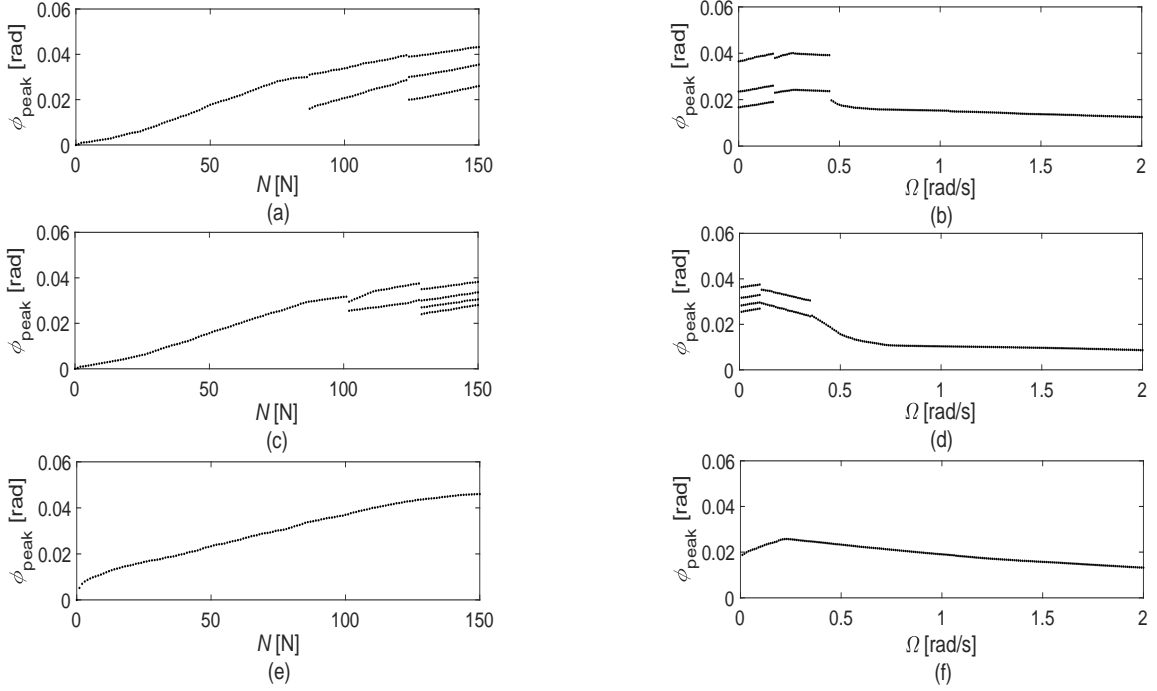 0.06
0.04
0.02
0
ϕpeak [rad]
0 50 100 150
N [N]
(a)
0.06
0.04
0.02
0
ϕpeak [rad]
0 0.5 1 1.5 2
Ω [rad/s]
(b)
0.06
0.04
0.02
0
ϕpeak [rad]
0 50 100 150
N [N]
(c)
0.06
0.04
0.02
0
ϕpeak [rad]
0 0.5 1 1.5 2
Ω [rad/s]
(d)
0.06
0.04
0.02
0
ϕpeak [rad]
0 50 100 150
N [N]
(e)
0.06
0.04
0.02
0
ϕpeak [rad]
0 0.5 1 1.5 2
Ω [rad/s]
(f)